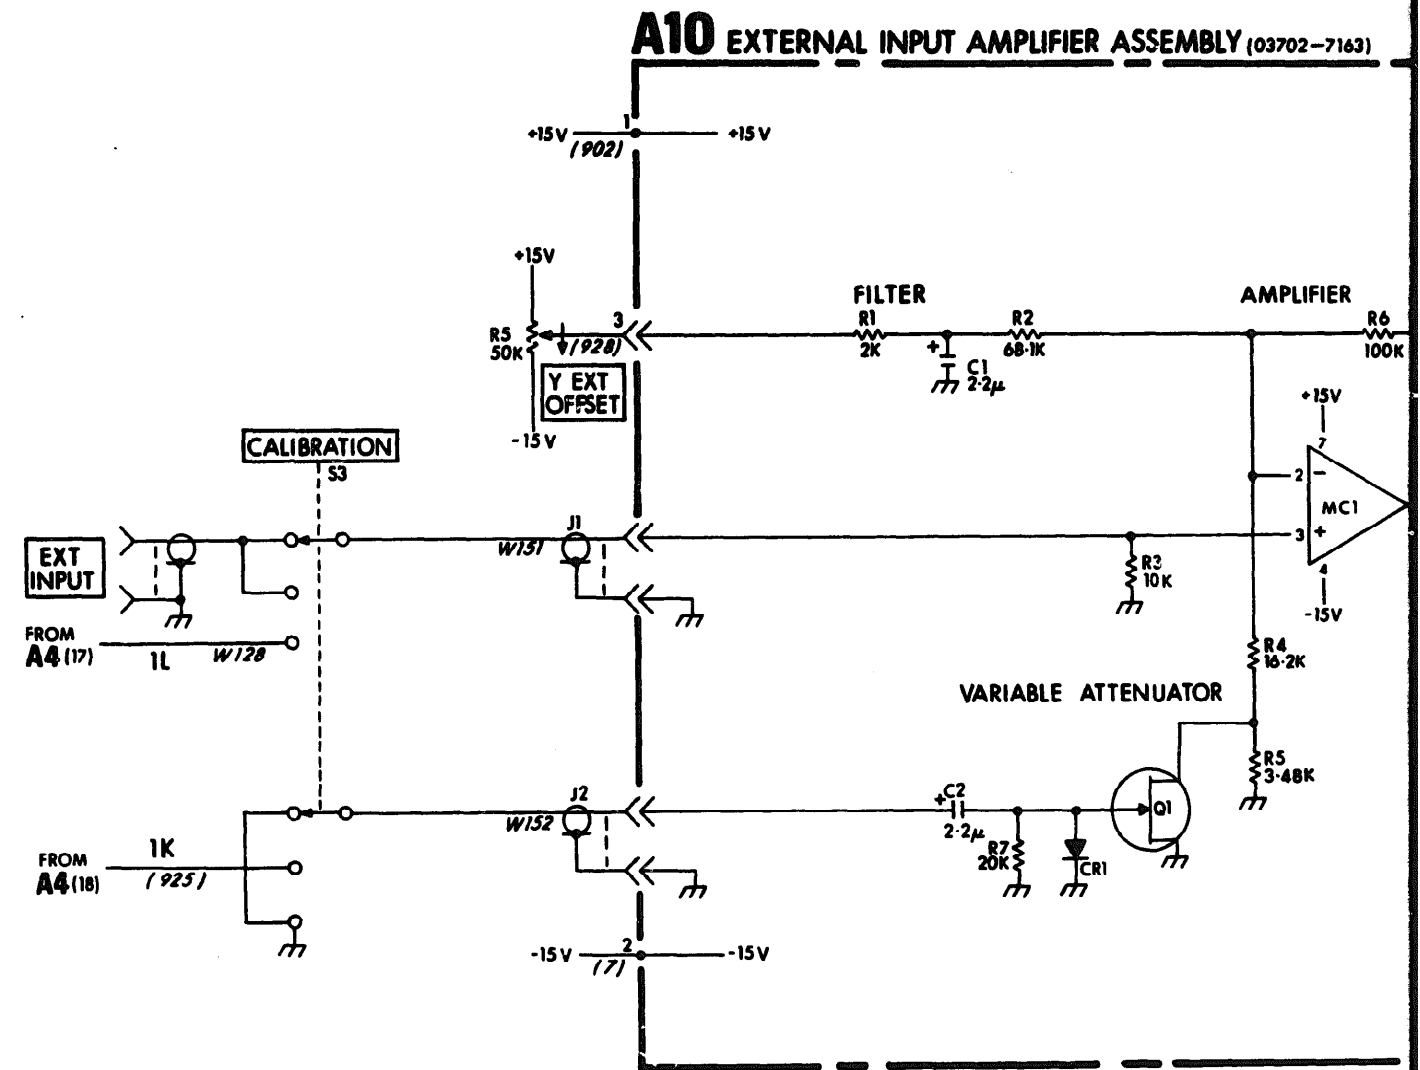 A10 EXTERNAL INPUT AMPLIFIER ASSEMBLY (03702-7163)
+15V
1
+15V
(902)
+15V
R5
50K
3
(928)
Y EXT
OFFSET
-15V
FILTER
R1
2K
+
C1
2·2µ
R2
68·1K
AMPLIFIER
R6
100K
+15V
7
2
-
MC1
3
+
4
-15V
CALIBRATION
S3
EXT
INPUT
J1
W151
R3
10K
FROM
A4 (17)
1L
W128
R4
16·2K
VARIABLE ATTENUATOR
R5
3·48K
J2
W152
+
C2
2·2µ
R7
20K
CR1
Q1
FROM
A4 (18)
1K
(925)
-15V
2
(7)
-15V